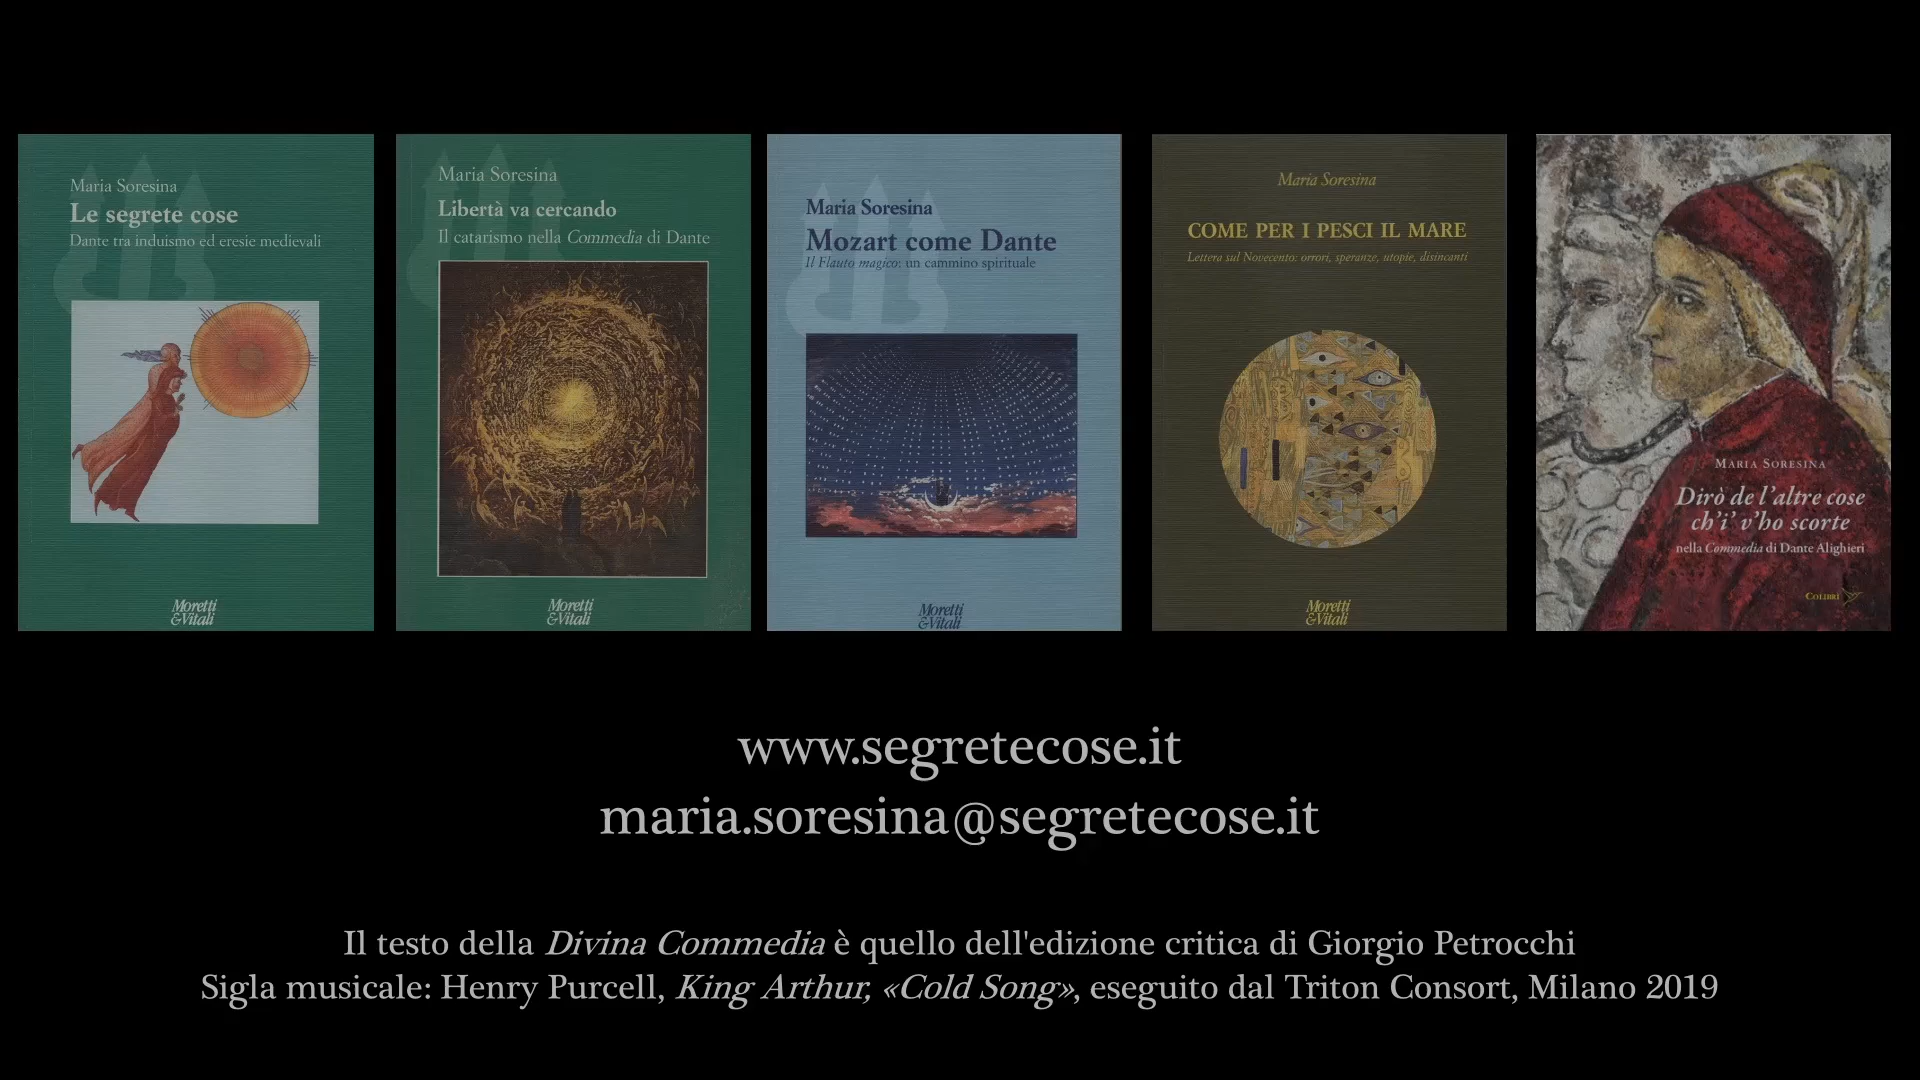 Maria Soresina
Le segrete cose
Dante tra induismo ed eresie medievali
Moretti
&Vitali
Maria Soresina
Libertà va cercando
Il catarismo nella Commedia di Dante
Moretti
&Vitali
Maria Soresina
Mozart come Dante
Il Flauto magico: un cammino spirituale
Moretti
&Vitali
Maria Soresina
COME PER I PESCI IL MARE
Lettera sul Novecento: orrori, speranze, utopie, disincanti
Moretti
&Vitali
MARIA SORESINA
Dirò de l'altre cose
ch'i' v'ho scorte
nella Commedia di Dante Alighieri
COLIBRÌ
www.segretecose.it
maria.soresina@segretecose.it
Il testo della Divina Commedia è quello dell'edizione critica di Giorgio Petrocchi
Sigla musicale: Henry Purcell, King Arthur, «Cold Song», eseguito dal Triton Consort, Milano 2019